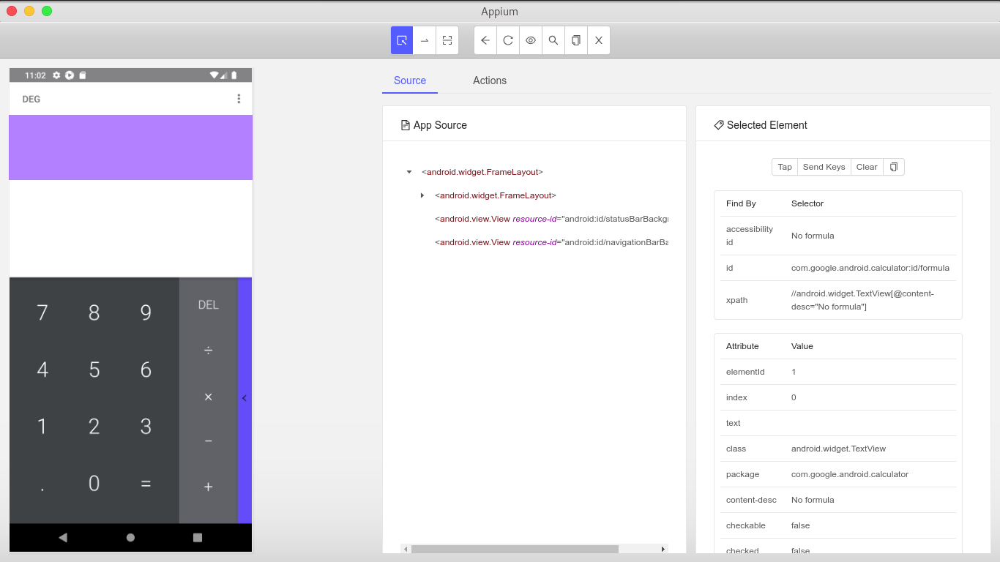 Appium
11:02
DEG
7 8 9 DEL
÷
4 5 6
×
1 2 3
−
. 0 = +
Source Actions
App Source
<android.widget.FrameLayout>
<android.widget.FrameLayout>
<android.view.View resource-id="android:id/statusBarBackgr
<android.view.View resource-id="android:id/navigationBarBa
Selected Element
Tap Send Keys Clear
Find By Selector
accessibility
id
No formula
id com.google.android.calculator:id/formula
xpath
//android.widget.TextView[@content-
desc="No formula"]
Attribute Value
elementId 1
index 0
text
class android.widget.TextView
package com.google.android.calculator
content-desc No formula
checkable false
checked false